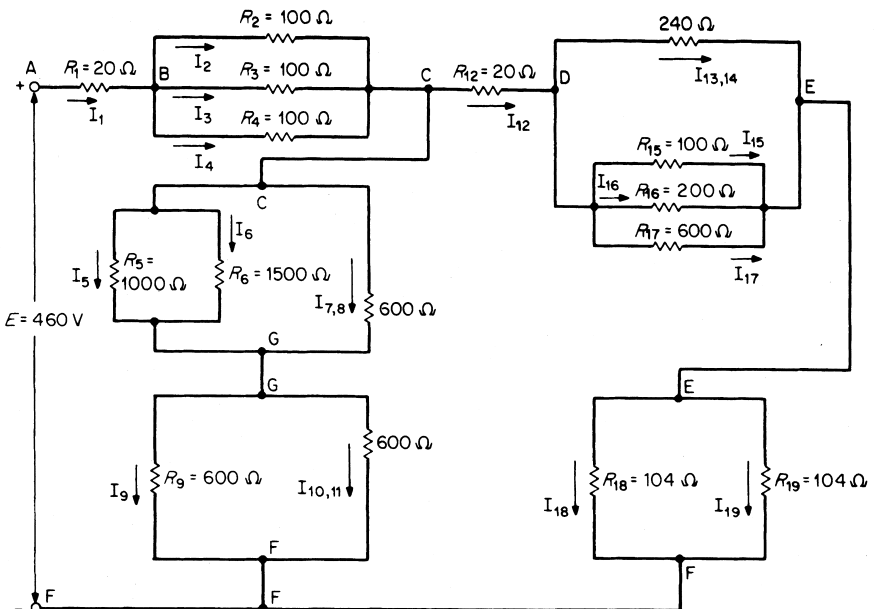 R2 = 100 Ω
I2
R3 = 100 Ω
I3
R4 = 100 Ω
I4
A
+
R1 = 20 Ω
I1
B
C
R12 = 20 Ω
I12
D
240 Ω
I13,14
E
R15 = 100 Ω
I15
I16
R16 = 200 Ω
R17 = 600 Ω
I17
C
I5
R5 =
1000 Ω
I6
R6 = 1500 Ω
I7,8
600 Ω
E = 460 V
G
G
I9
R9 = 600 Ω
I10,11
600 Ω
E
I18
R18 = 104 Ω
I19
R19 = 104 Ω
F
F
F
F
−